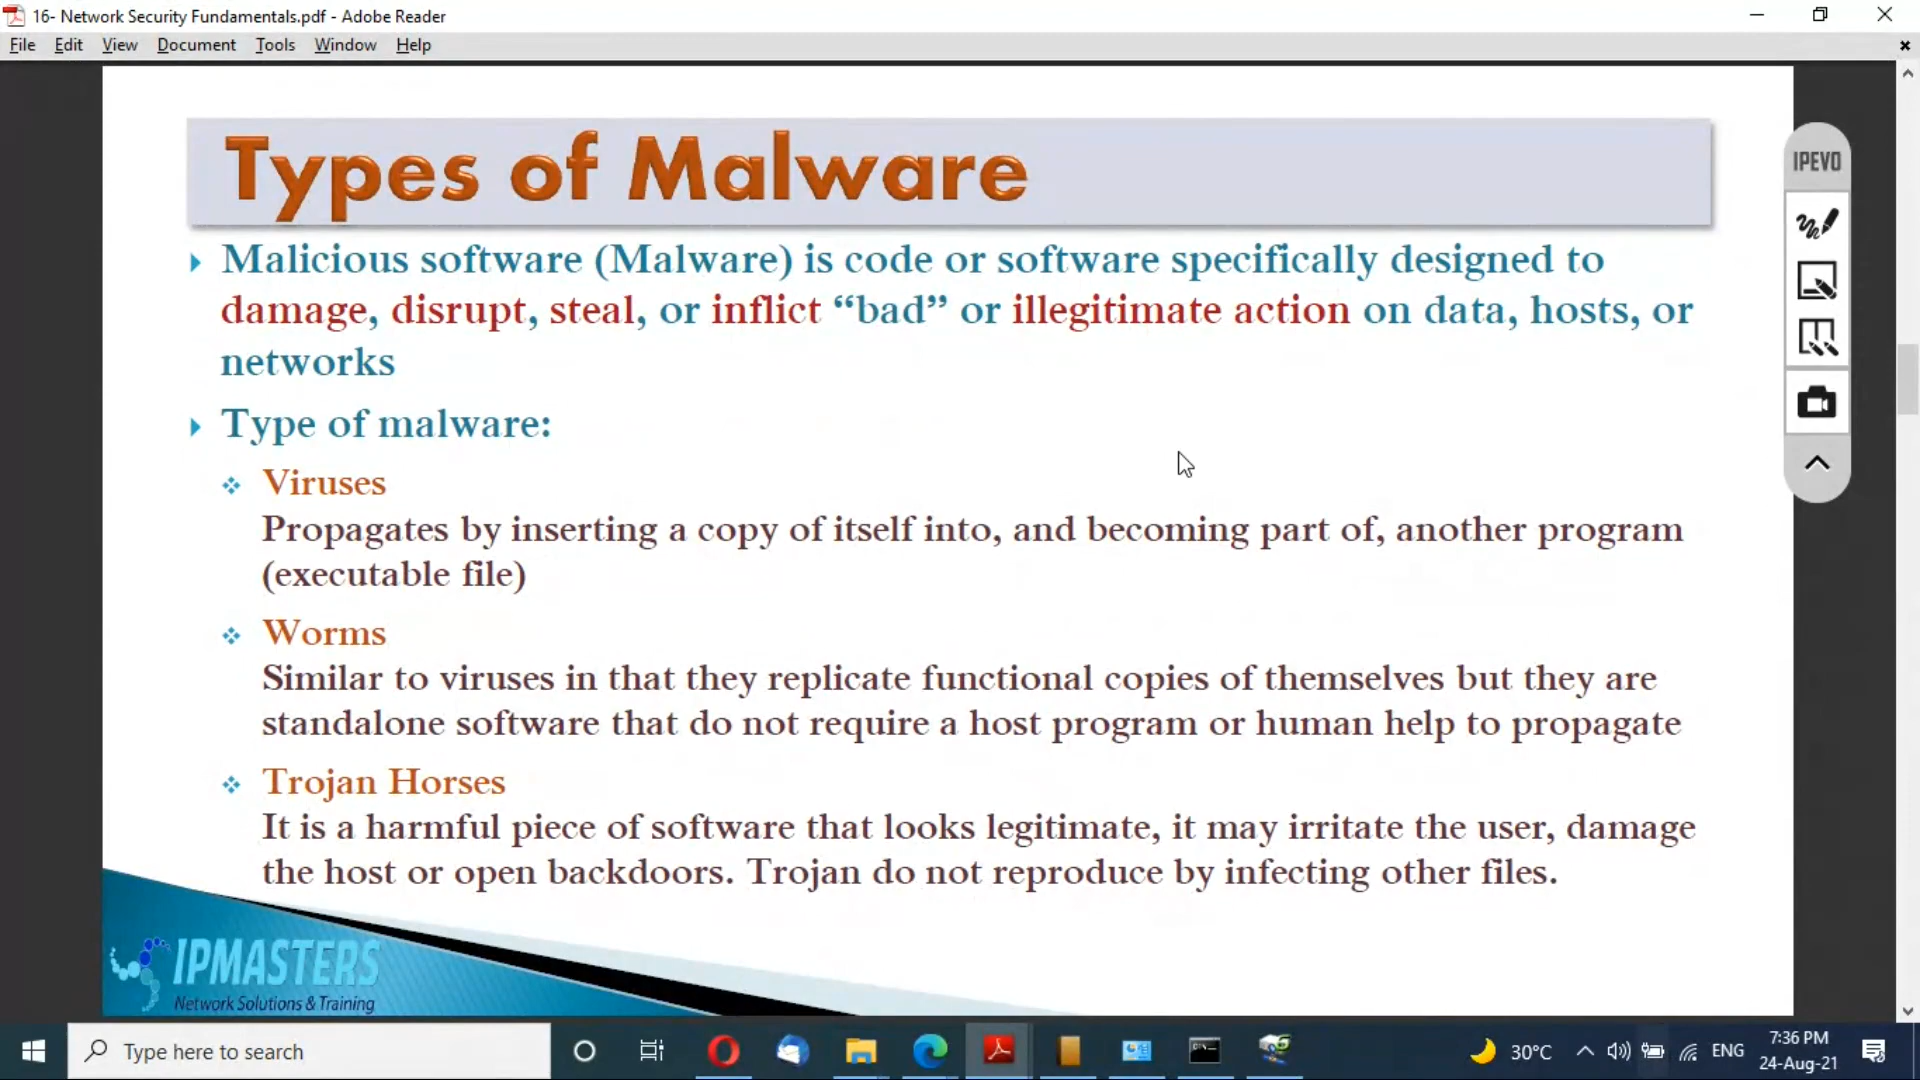 16- Network Security Fundamentals.pdf - Adobe Reader
File Edit View Document Tools Window Help
Types of Malware
IPEVO
Malicious software (Malware) is code or software specifically designed to
damage, disrupt, steal, or inflict “bad” or illegitimate action on data, hosts, or
networks
Type of malware:
Viruses
Propagates by inserting a copy of itself into, and becoming part of, another program
(executable file)
Worms
Similar to viruses in that they replicate functional copies of themselves but they are
standalone software that do not require a host program or human help to propagate
Trojan Horses
It is a harmful piece of software that looks legitimate, it may irritate the user, damage
the host or open backdoors. Trojan do not reproduce by infecting other files.
IPMASTERS
Network Solutions & Training
Type here to search
30°C
ENG
7:36 PM
24-Aug-21